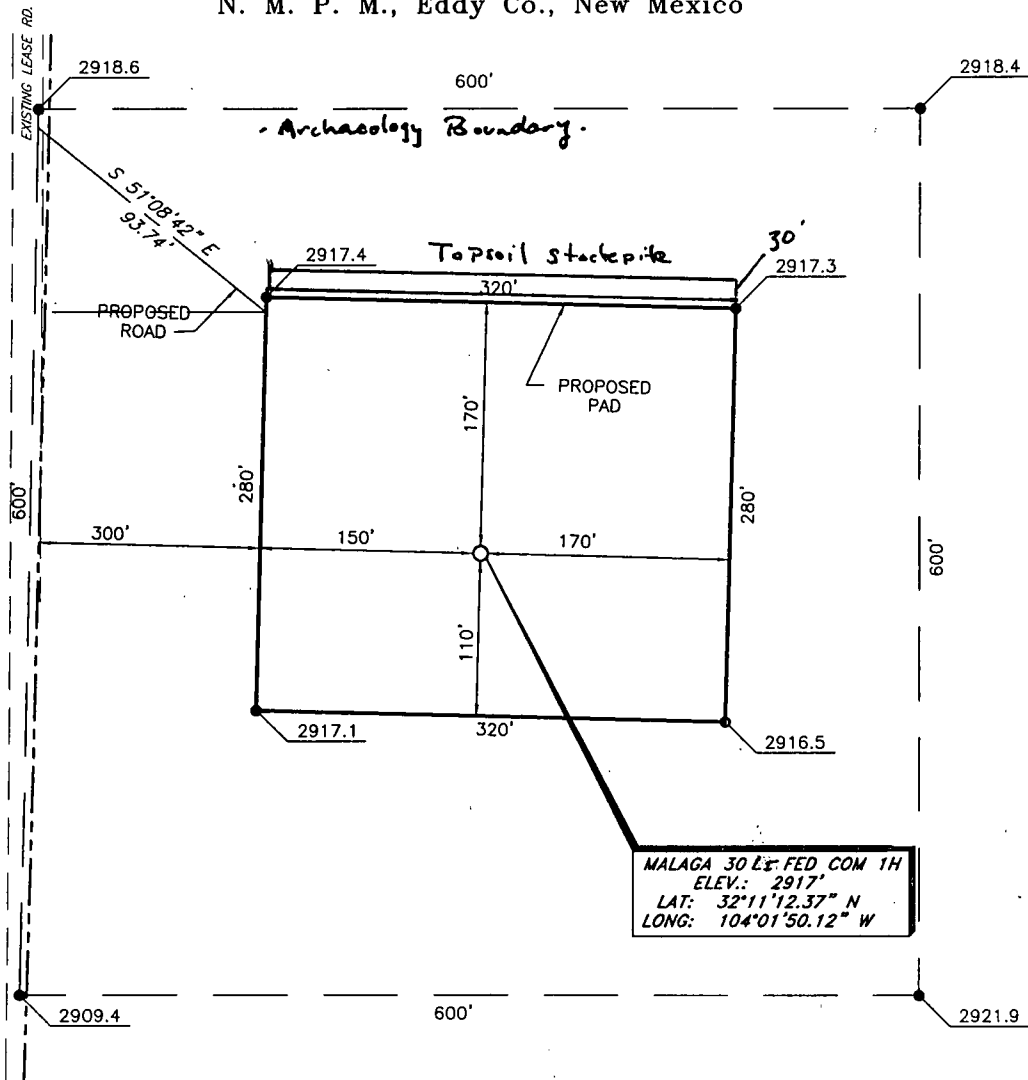 N. M. P. M., Eddy Co., New Mexico
EXISTING LEASE RD.
2918.6
600'
2918.4
- Archaeology Boundary.
S 51°08'42" E
93.74'
2917.4
Topsoil stockpile
30'
2917.3
320'
PROPOSED
ROAD
PROPOSED
PAD
170'
280'
280'
600'
300'
150'
170'
600'
110'
2917.1
320'
2916.5
MALAGA 30 FED COM 1H
ELEV.: 2917'
LAT: 32°11'12.37" N
LONG: 104°01'50.12" W
2909.4
600'
2921.9